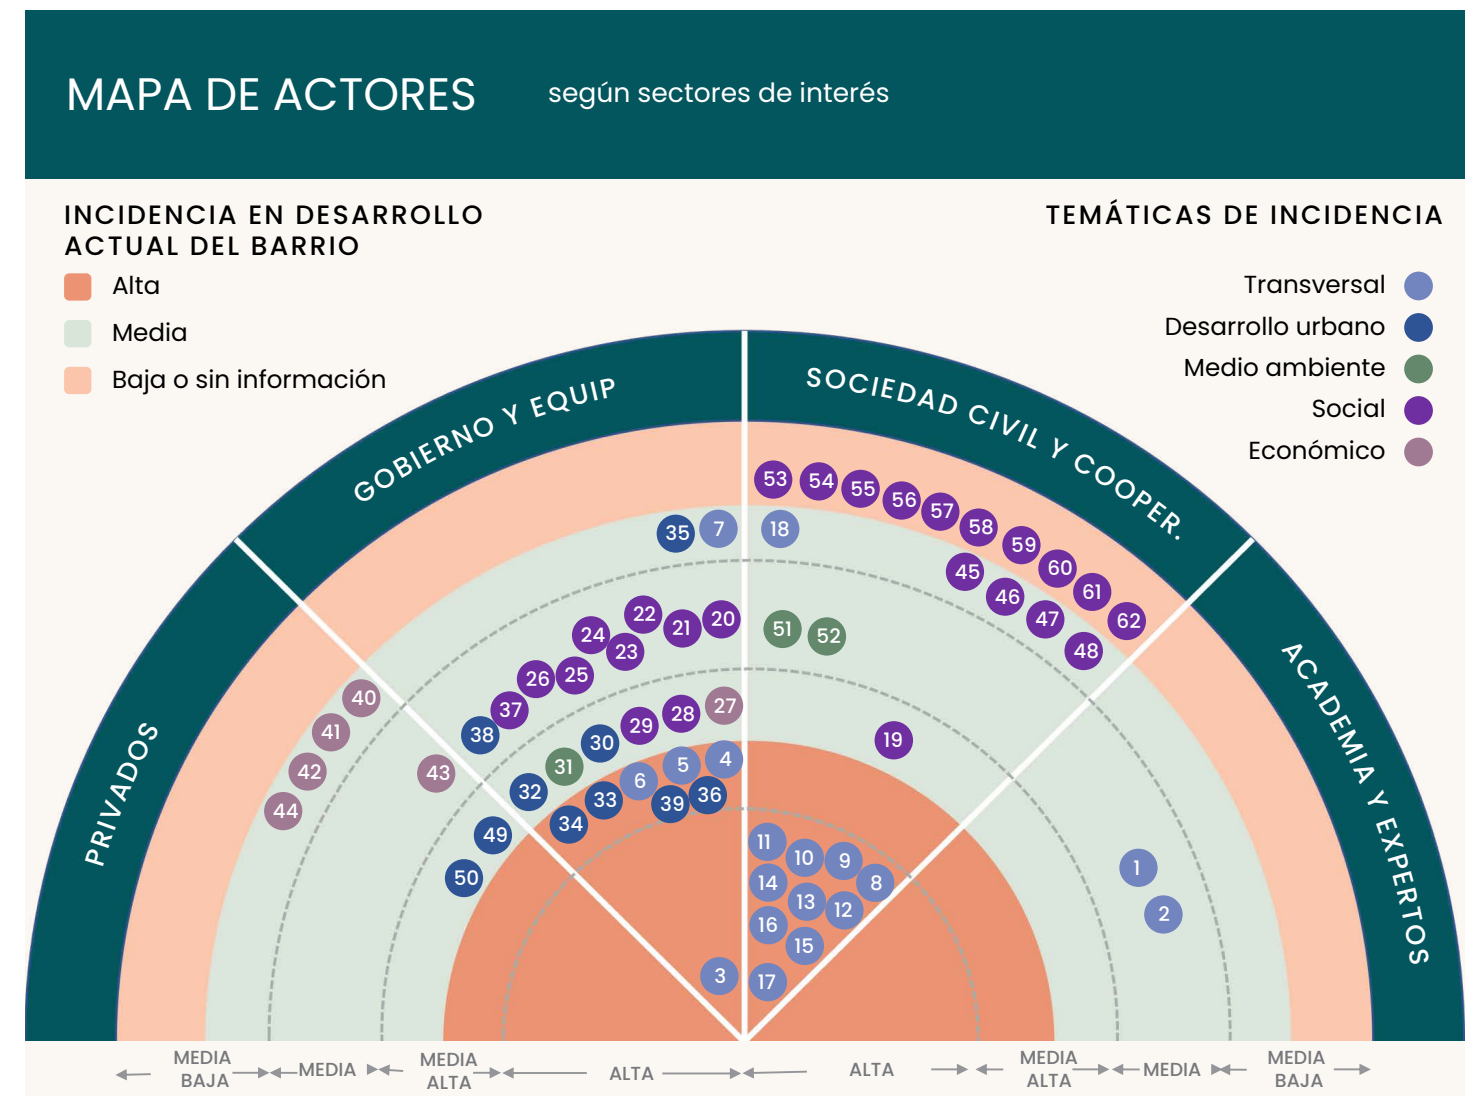 MAPA DE ACTORES
según sectores de interés
INCIDENCIA EN DESARROLLO
ACTUAL DEL BARRIO
Alta
Media
Baja o sin información
TEMÁTICAS DE INCIDENCIA
Transversal
Desarrollo urbano
Medio ambiente
Social
Económico
PRIVADOS
GOBIERNO Y EQUIP
SOCIEDAD CIVIL Y COOPER.
ACADEMIA Y EXPERTOS
40
41
42
44
43
49
50
35
7
22
21
20
24
23
26
25
37
38
27
28
29
30
31
32
4
5
6
33
34
39
36
3
53
54
55
56
57
58
59
60
61
62
18
45
46
47
48
51
52
19
11
10
9
8
14
13
12
16
15
17
1
2
MEDIA
BAJA
MEDIA
MEDIA
ALTA
ALTA
ALTA
MEDIA
ALTA
MEDIA
MEDIA
BAJA